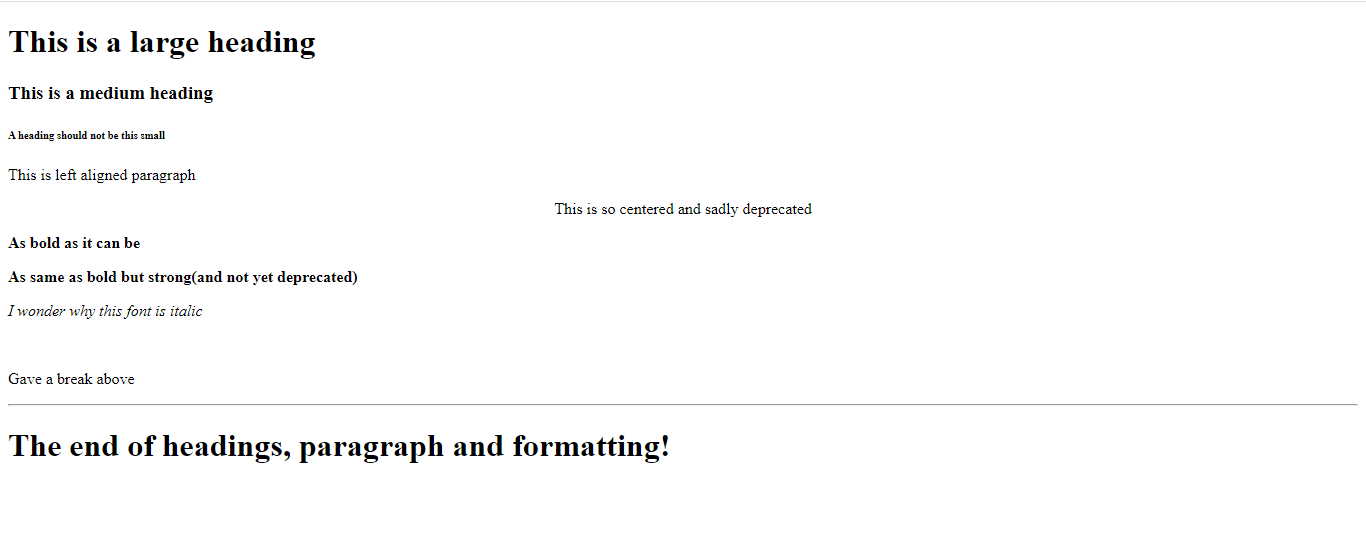 This is a large heading
This is a medium heading
A heading should not be this small
This is left aligned paragraph
This is so centered and sadly deprecated
As bold as it can be
As same as bold but strong(and not yet deprecated)
I wonder why this font is italic
Gave a break above
The end of headings, paragraph and formatting!